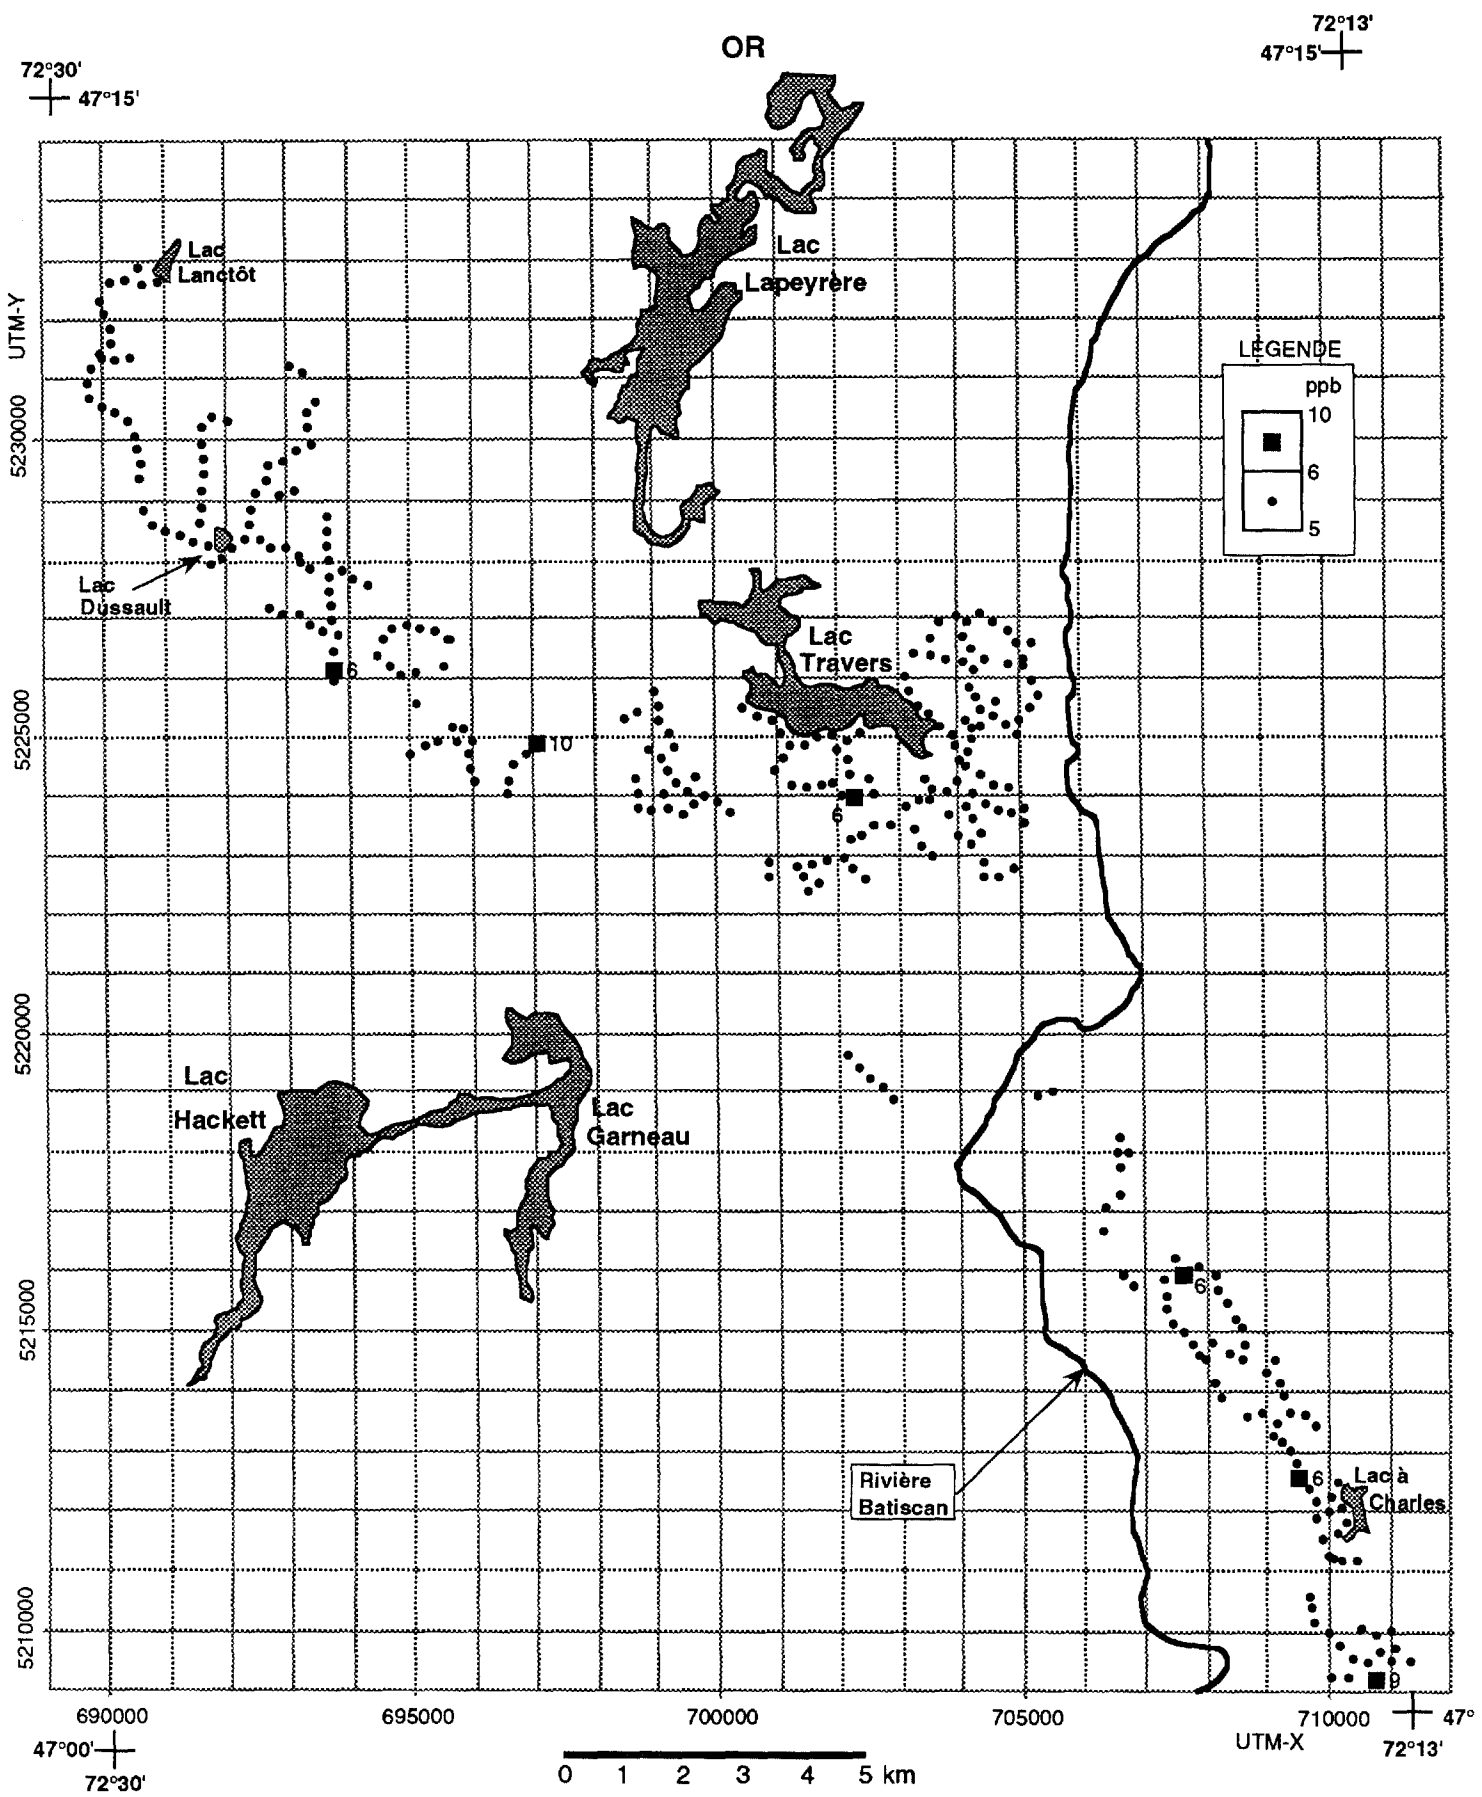 OR
72°13'
47°15'
72°30'
47°15'
Lac
Lanctôt
Lac
Lapeyrère
UTM-Y
LÉGENDE
ppb
10
6
5
5230000
Lac
Dussault
Lac
Travers
6
5225000
10
6
5220000
Lac
Hackett
Lac
Garneau
5215000
6
Rivière
Batiscan
6
Lac à
Charles
5210000
9
690000
695000
700000
705000
710000
47°
UTM-X
72°13'
47°00'
72°30'
0 1 2 3 4 5 km